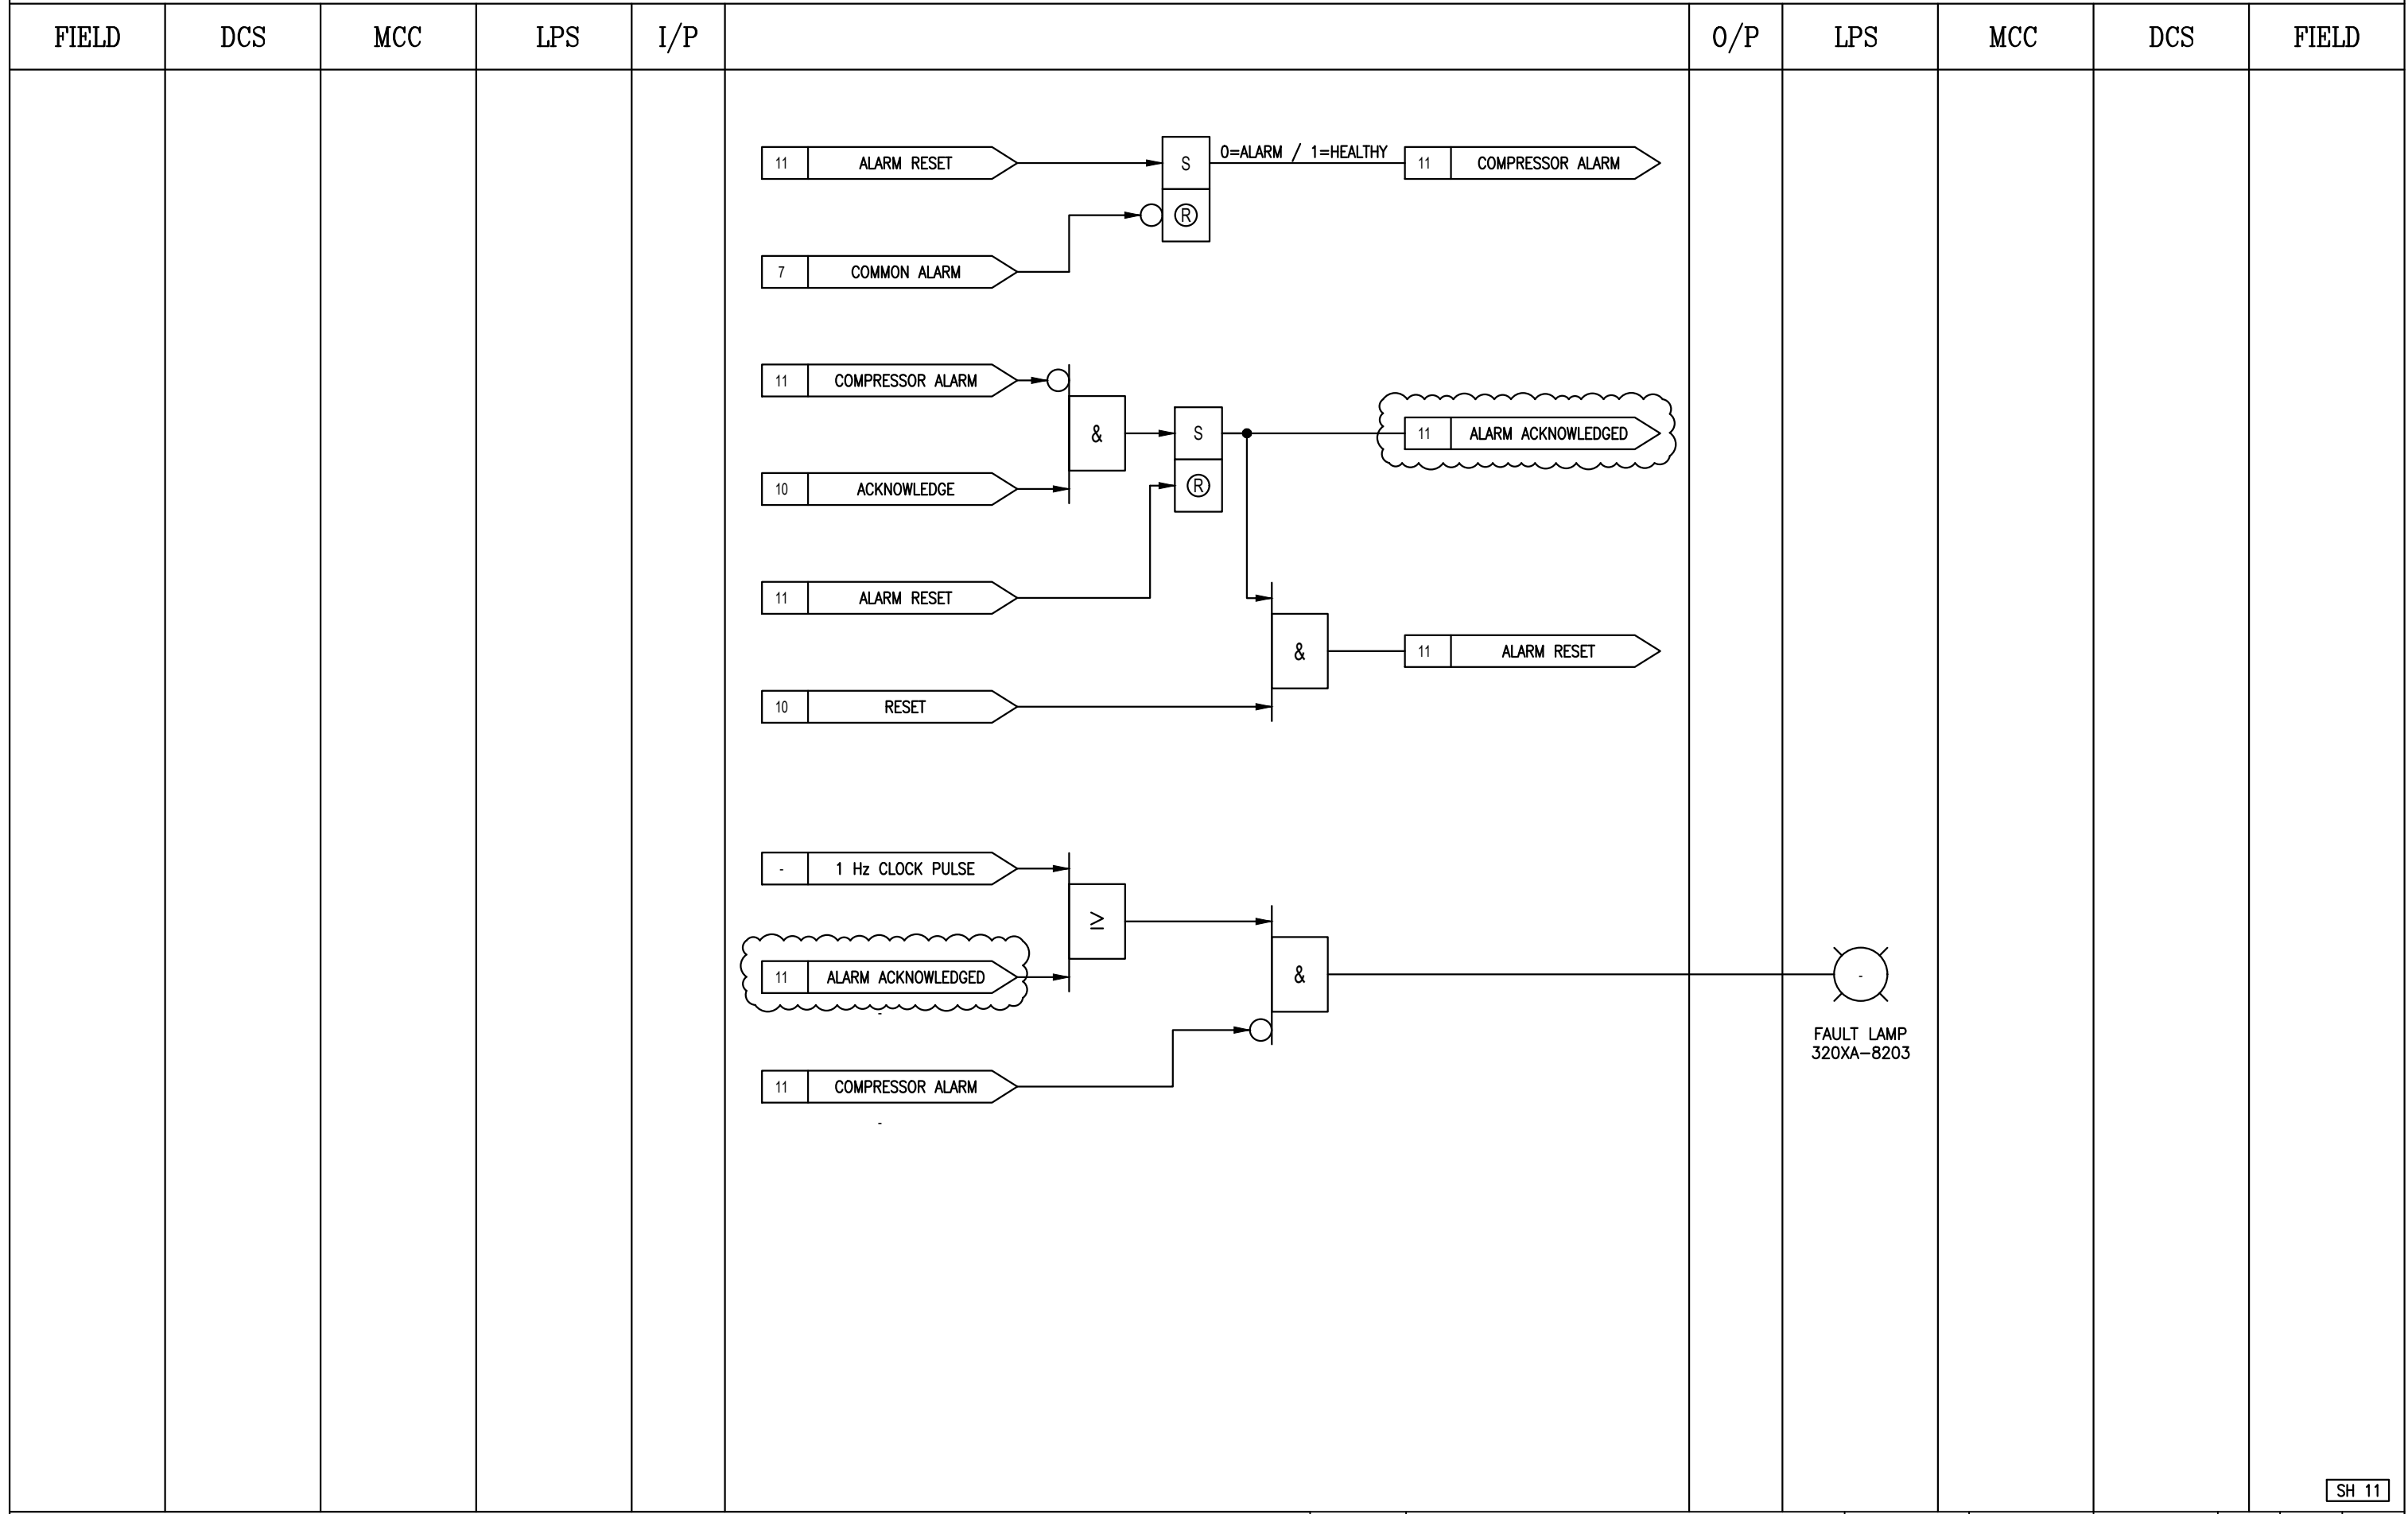 FIELD DCS MCC LPS I/P O/P LPS MCC DCS FIELD
11 ALARM RESET S 0=ALARM / 1=HEALTHY 11 COMPRESSOR ALARM
R
7 COMMON ALARM
11 COMPRESSOR ALARM
& S 11 ALARM ACKNOWLEDGED
10 ACKNOWLEDGE R
11 ALARM RESET
& 11 ALARM RESET
10 RESET
- 1 Hz CLOCK PULSE
≥
11 ALARM ACKNOWLEDGED & -
-
FAULT LAMP
320XA-8203
11 COMPRESSOR ALARM
-
SH 11